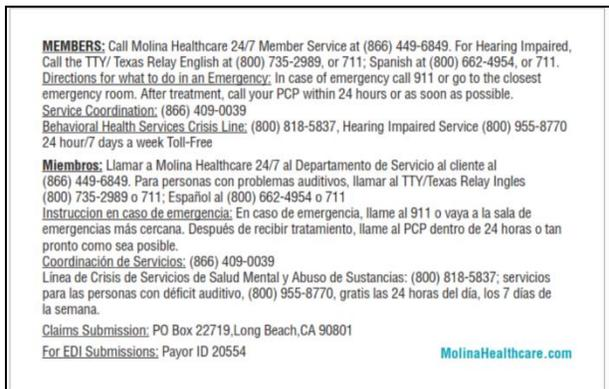 MEMBERS: Call Molina Healthcare 24/7 Member Service at (866) 449-6849. For Hearing Impaired,
Call the TTY/ Texas Relay English at (800) 735-2989, or 711; Spanish at (800) 662-4954, or 711.
Directions for what to do in an Emergency: In case of emergency call 911 or go to the closest
emergency room. After treatment, call your PCP within 24 hours or as soon as possible.
Service Coordination: (866) 409-0039
Behavioral Health Services Crisis Line: (800) 818-5837, Hearing Impaired Service (800) 955-8770
24 hour/7 days a week Toll-Free
Miembros: Llamar a Molina Healthcare 24/7 al Departamento de Servicio al cliente al
(866) 449-6849. Para personas con problemas auditivos, llamar al TTY/Texas Relay Ingles
(800) 735-2989 o 711; Español al (800) 662-4954 o 711
Instruccion en caso de emergencia: En caso de emergencia, llame al 911 o vaya a la sala de
emergencias más cercana. Después de recibir tratamiento, llame al PCP dentro de 24 horas o tan
pronto como sea posible.
Coordinación de Servicios: (866) 409-0039
Línea de Crisis de Servicios de Salud Mental y Abuso de Sustancias: (800) 818-5837; servicios
para las personas con déficit auditivo, (800) 955-8770, gratis las 24 horas del día, los 7 días de
la semana.
Claims Submission: PO Box 22719,Long Beach,CA 90801
For EDI Submissions: Payor ID 20554
MolinaHealthcare.com